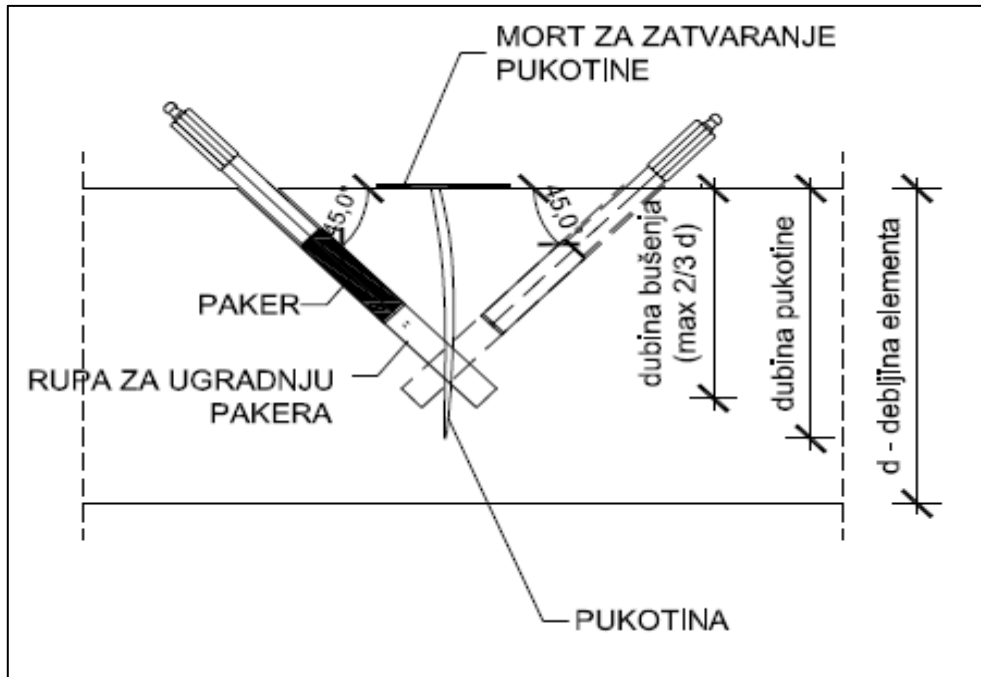 MORT ZA ZATVARANJE
PUKOTINE
45,0°
45,0°
PAKER
RUPA ZA UGRADNJU
PAKERA
dubina bušenja
(max 2/3 d)
dubina pukotine
d - debljina elementa
PUKOTINA